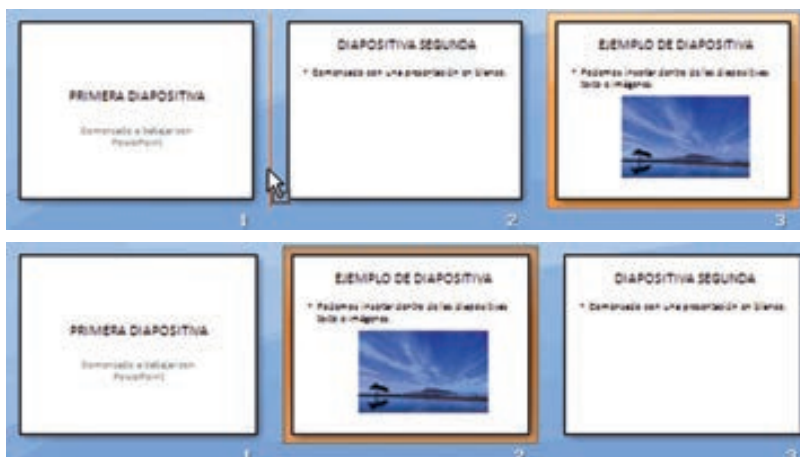 PRIMERA DIAPOSITIVA
Comenzado a trabajar con
PowerPoint
1
DIAPOSITIVA SEGUNDA
• Comenzado con una presentación en blanco.
2
EJEMPLO DE DIAPOSITIVA
• Podemos insertar dentro de las diapositivas
texto o imágenes.
3
PRIMERA DIAPOSITIVA
Comenzado a trabajar con
PowerPoint
1
EJEMPLO DE DIAPOSITIVA
• Podemos insertar dentro de las diapositivas
texto o imágenes.
2
DIAPOSITIVA SEGUNDA
• Comenzado con una presentación en blanco.
3